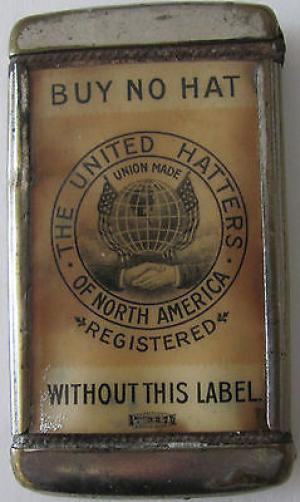 BUY NO HAT
THE UNITED HATTERS
UNION MADE
OF NORTH AMERICA
REGISTERED
WITHOUT THIS LABEL.